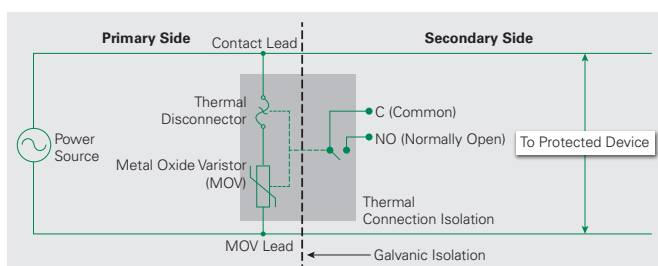 Primary Side
Contact Lead
Secondary Side
Thermal
Disconnector
C (Common)
NO (Normally Open)
To Protected Device
Power
Source
Metal Oxide Varistor
(MOV)
Thermal
Connection Isolation
MOV Lead
Galvanic Isolation